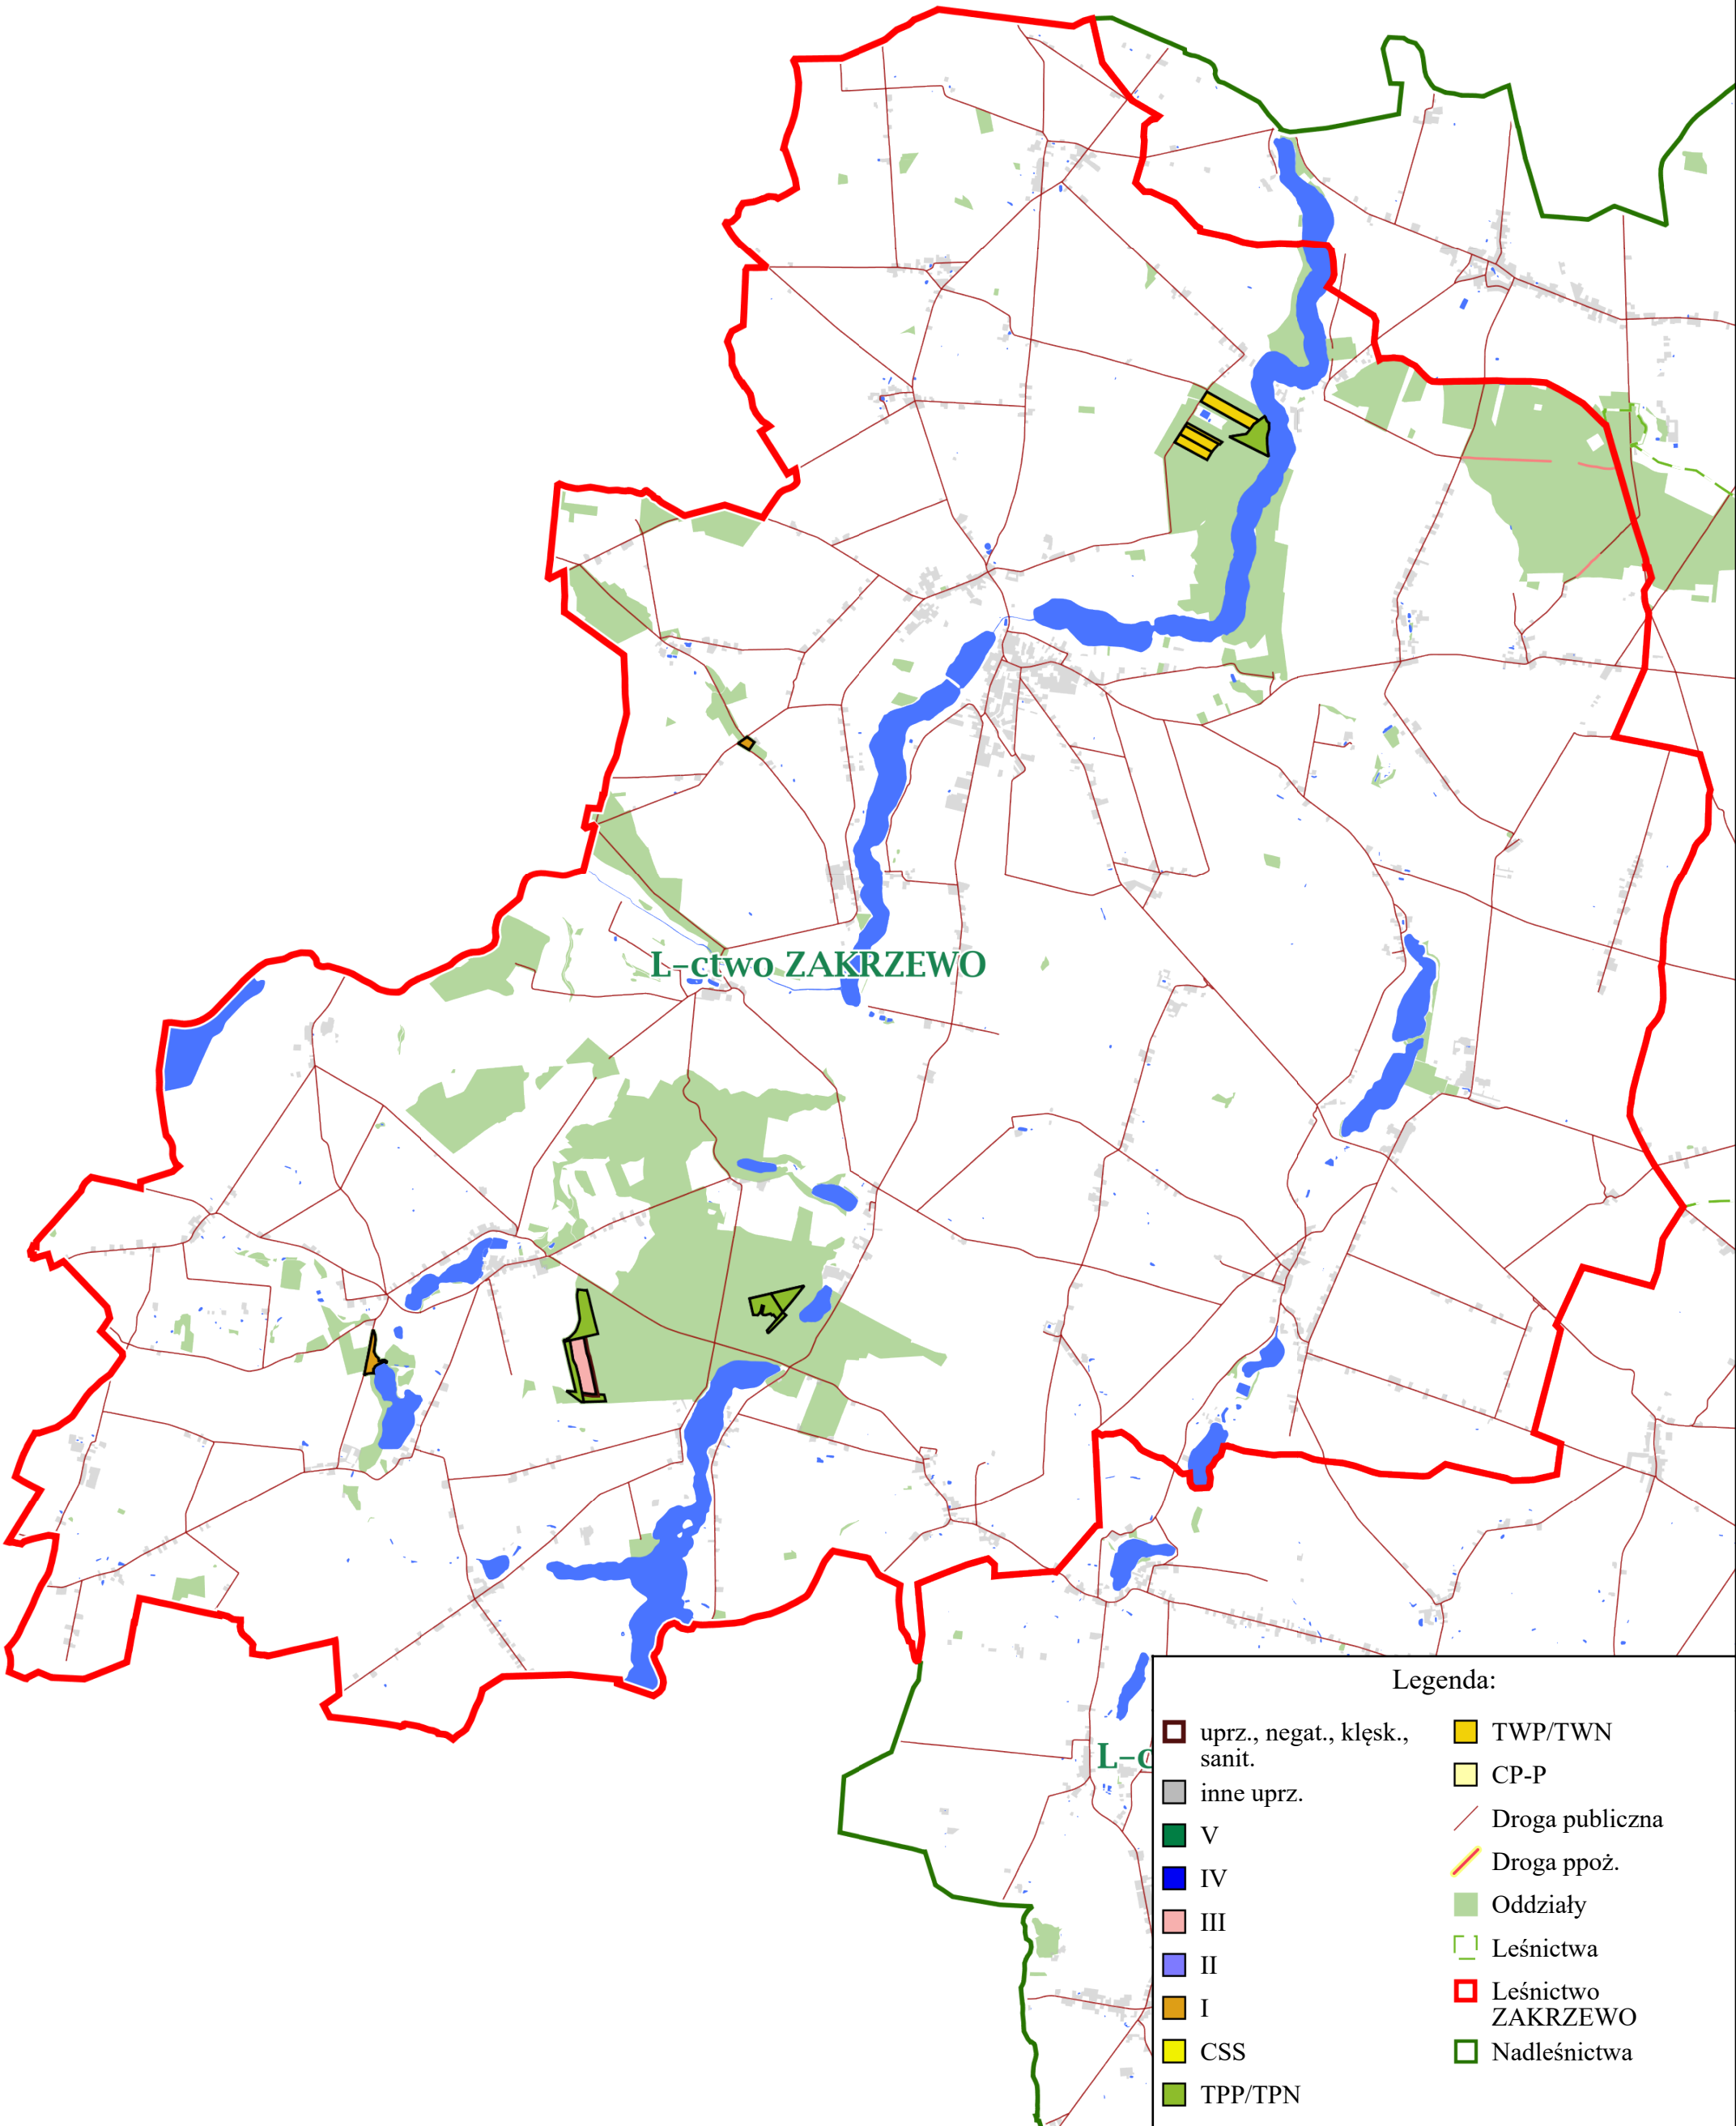 L-ctwo ZAKRZEWO
L-c
Legenda:
uprz., negat., klęsk.,
sanit.
inne uprz.
V
IV
III
II
I
CSS
TPP/TPN
TWP/TWN
CP-P
Droga publiczna
Droga ppoż.
Oddziały
Leśnictwa
Leśnictwo
ZAKRZEWO
Nadleśnictwa